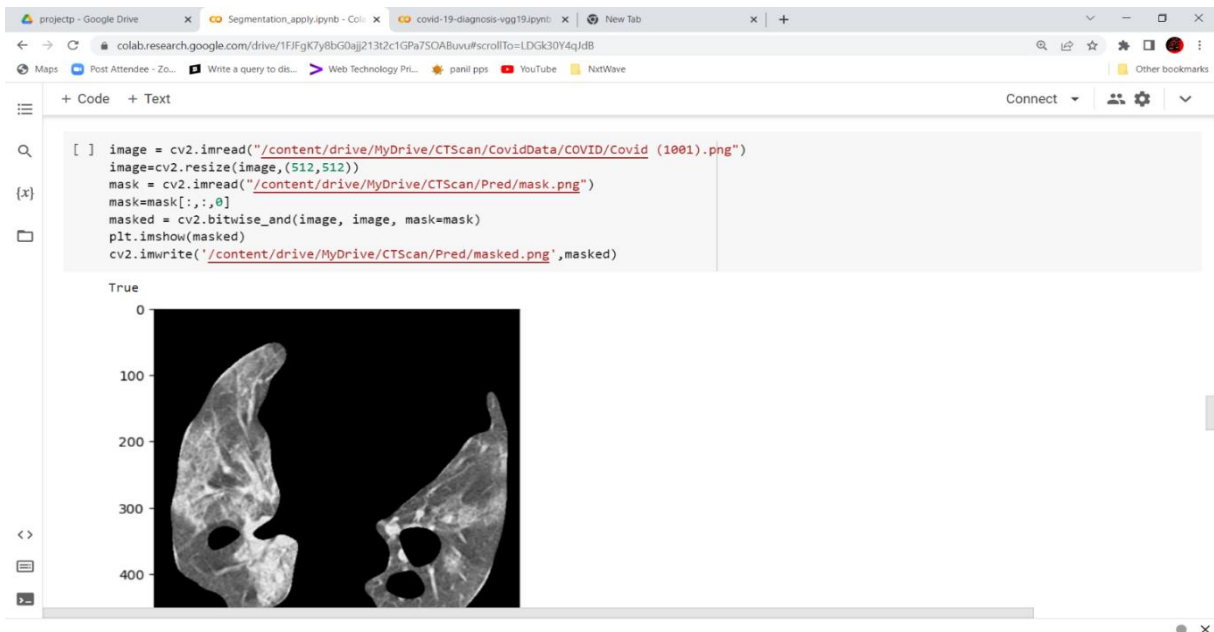 projectp - Google Drive
Segmentation_apply.ipynb - Cola
covid-19-diagnosis-vgg19.ipynb
New Tab
colab.research.google.com/drive/1FJFgK7y8bG0ajj213t2c1GPa7SOABuvu#scrollTo=LDGk30Y4qJdB
Maps
Post Attendee - Zo...
Write a query to dis...
Web Technology Pri...
panil pps
YouTube
NxtWave
Other bookmarks
+ Code + Text
Connect
{x}
[ ] image = cv2.imread("/content/drive/MyDrive/CTScan/CovidData/COVID/Covid (1001).png")
image=cv2.resize(image,(512,512))
mask = cv2.imread("/content/drive/MyDrive/CTScan/Pred/mask.png")
mask=mask[:,:,0]
masked = cv2.bitwise_and(image, image, mask=mask)
plt.imshow(masked)
cv2.imwrite('/content/drive/MyDrive/CTScan/Pred/masked.png',masked)
True
0
100
200
300
400